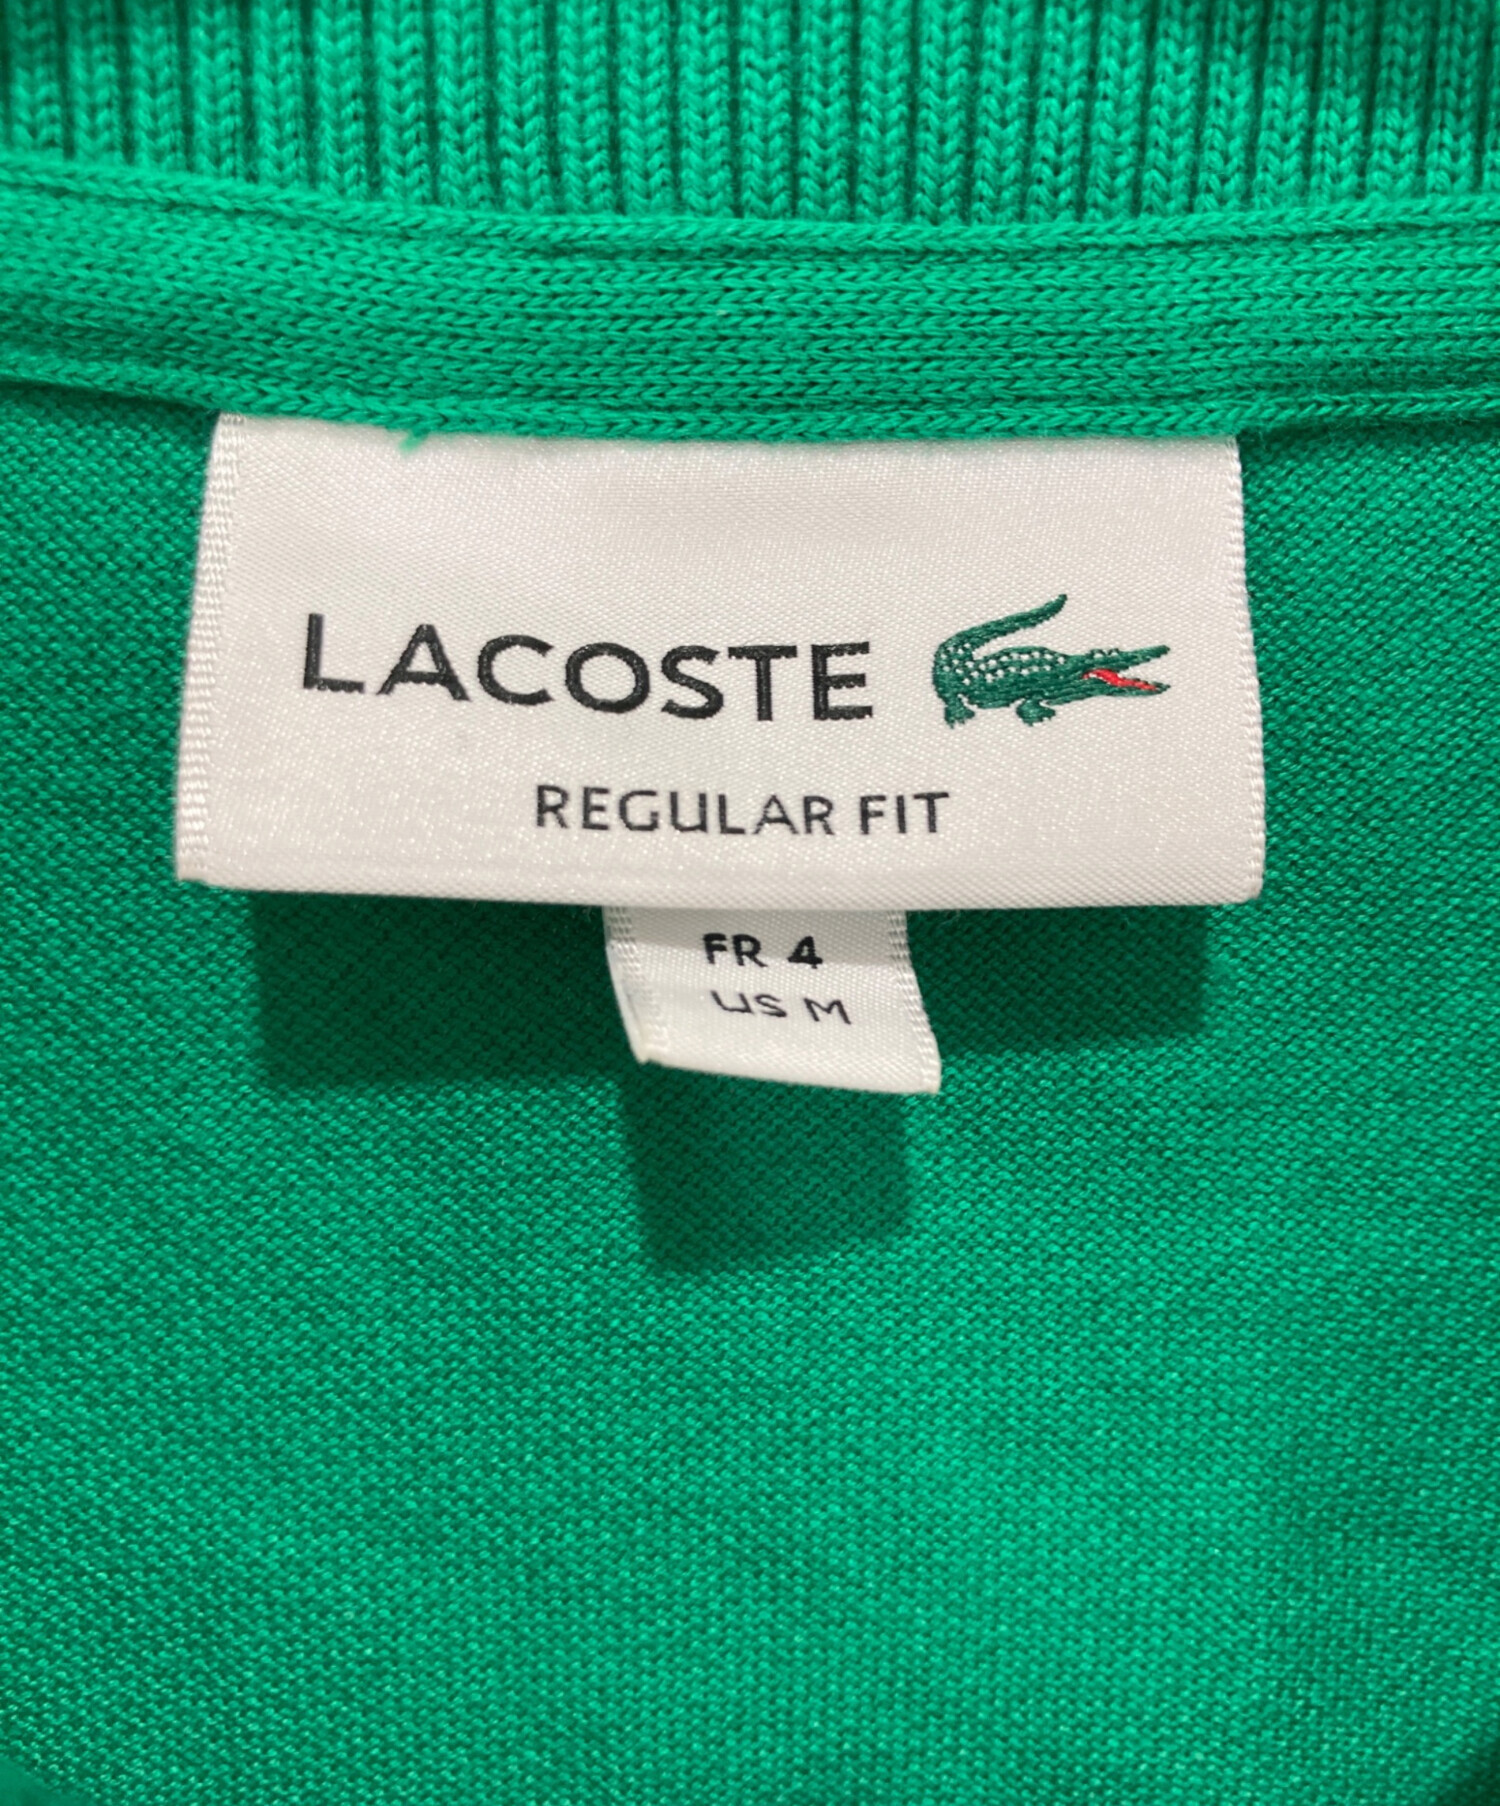 LACOSTE
REGULAR FIT
FR 4
US M